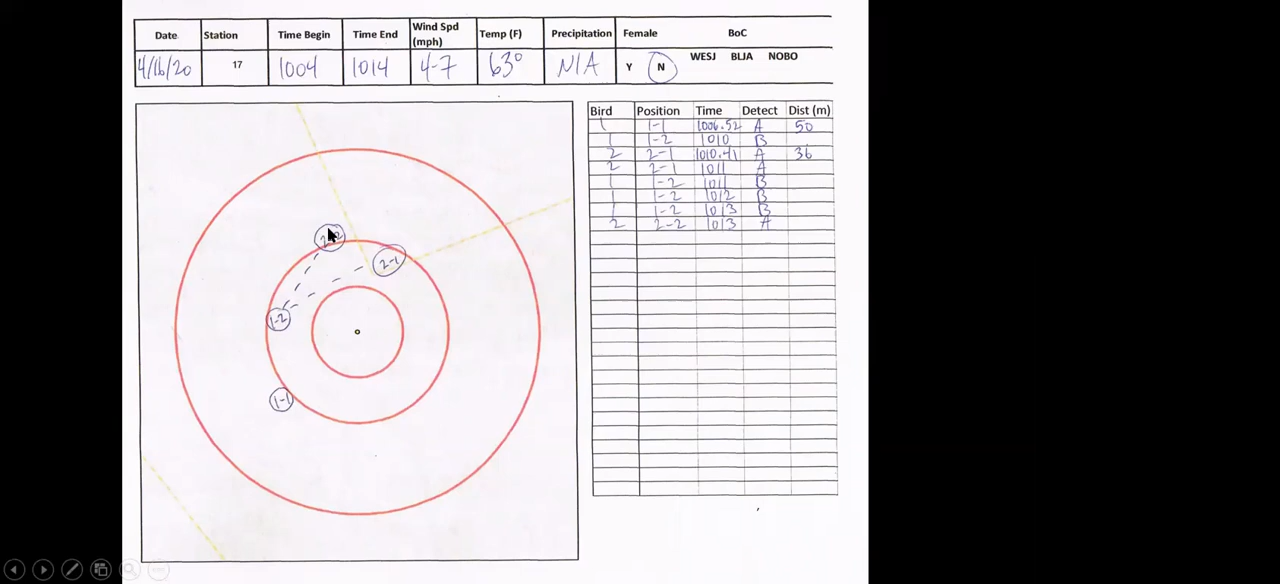 Date Station Time Begin Time End Wind Spd (mph) Temp (F) Precipitation Female BoC
4/16/20 17 1004 1014 4-7 63° N/A Y N WESJ BLJA NOBO
Bird Position Time Detect Dist (m)
1 1-1 1006.52 A 50
1 1-2 1010 B
2 2-1 1010.41 A 36
2 2-1 1011 A
1 1-2 1011 B
1 1-2 1012 B
1 1-2 1013 B
2 2-2 1013 A
2-1
1-2
1-1